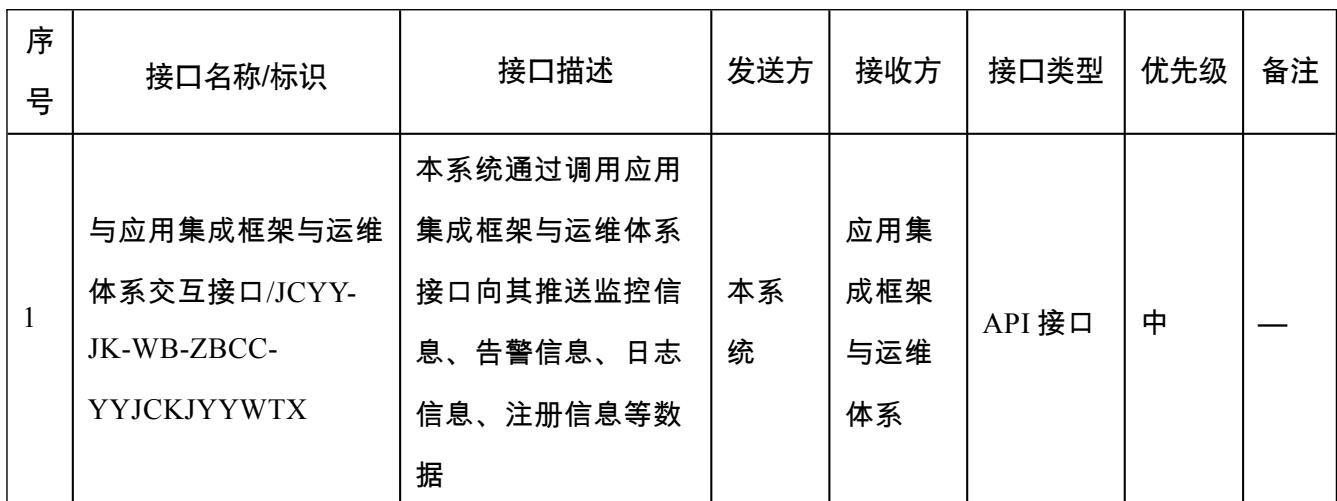 序
号
接口名称/标识
接口描述
发送方
接收方
接口类型
优先级
备注
1
与应用集成框架与运维
体系交互接口/JCYY-
JK-WB-ZBCC-
YYJCKJYYWTX
本系统通过调用应用
集成框架与运维体系
接口向其推送监控信
息、告警信息、日志
信息、注册信息等数
据
本系
统
应用集
成框架
与运维
体系
API 接口
中
—